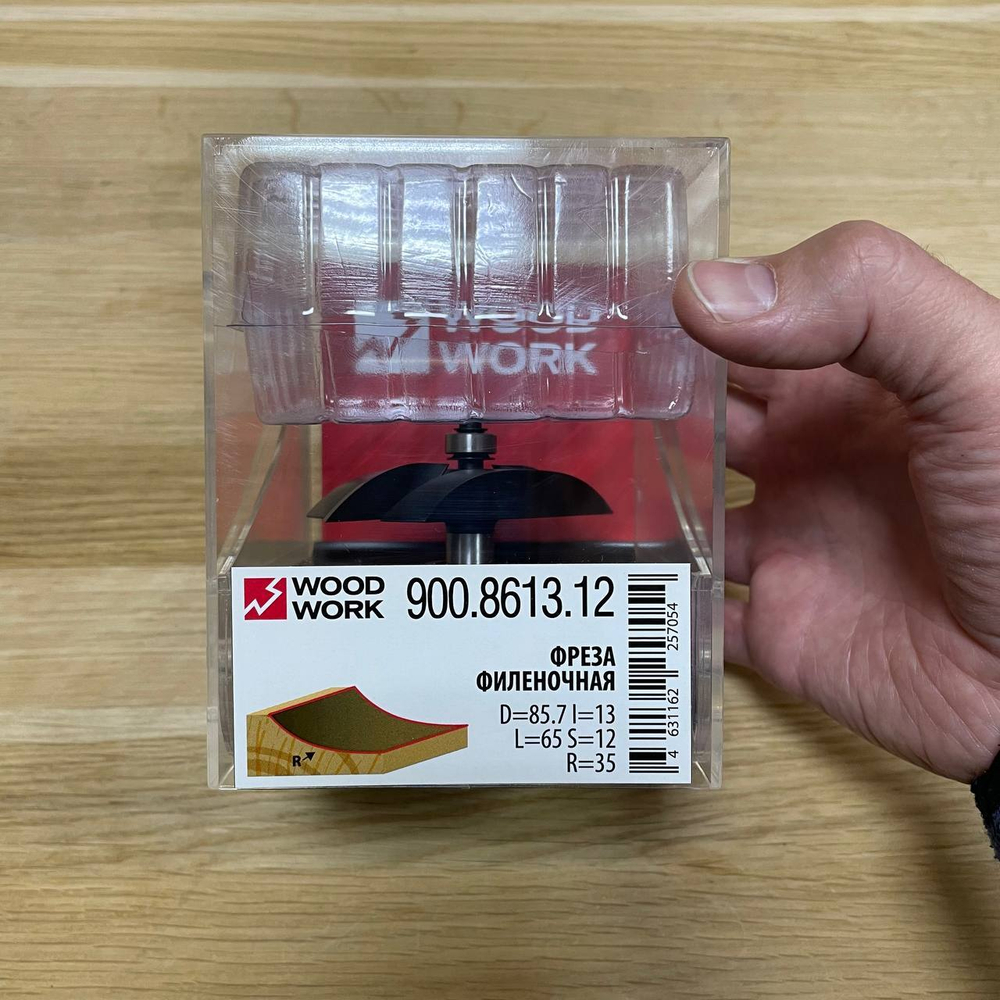 WOOD
WORK
WOOD
WORK
900.8613.12
ФРЕЗА
ФИЛЕНОЧНАЯ
D=85.7 l=13
L=65 S=12
R=35
R
4 631162 257054